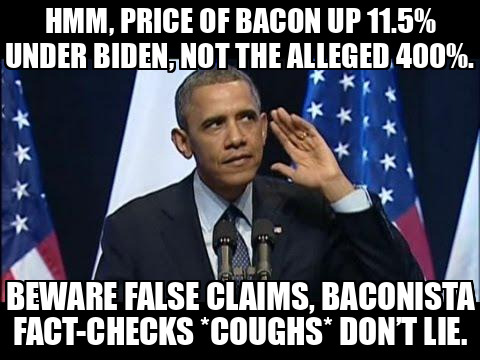 HMM, PRICE OF BACON UP 11.5%
UNDER BIDEN, NOT THE ALLEGED 400%.
BEWARE FALSE CLAIMS, BACONISTA
FACT-CHECKS *COUGHS* DON'T LIE.